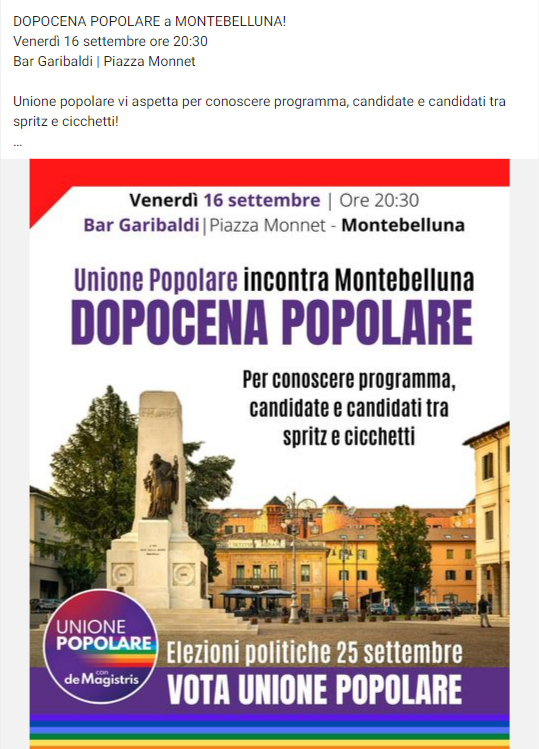 DOPOCENA POPOLARE a MONTEBELLUNA!
Venerdì 16 settembre ore 20:30
Bar Garibaldi | Piazza Monnet
Unione popolare vi aspetta per conoscere programma, candidate e candidati tra
spritz e cicchetti!
...
Venerdì 16 settembre | Ore 20:30
Bar Garibaldi|Piazza Monnet - Montebelluna
Unione Popolare incontra Montebelluna
DOPOCENA POPOLARE
Per conoscere programma,
candidate e candidati tra
spritz e cicchetti
UNIONE
POPOLARE
con
de Magistris
Elezioni politiche 25 settembre
VOTA UNIONE POPOLARE